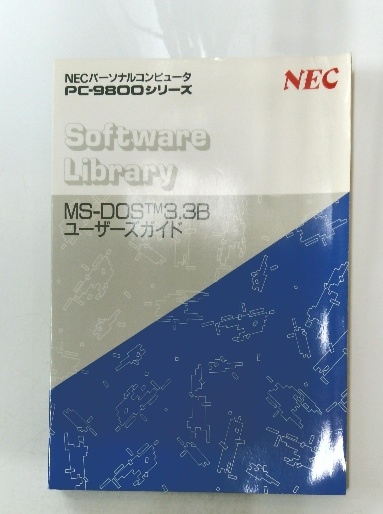 NECパーソナルコンピュータ
PC-9800シリーズ
NEC
Software
Library
MS-DOS™3.3B
ユーザーズガイド